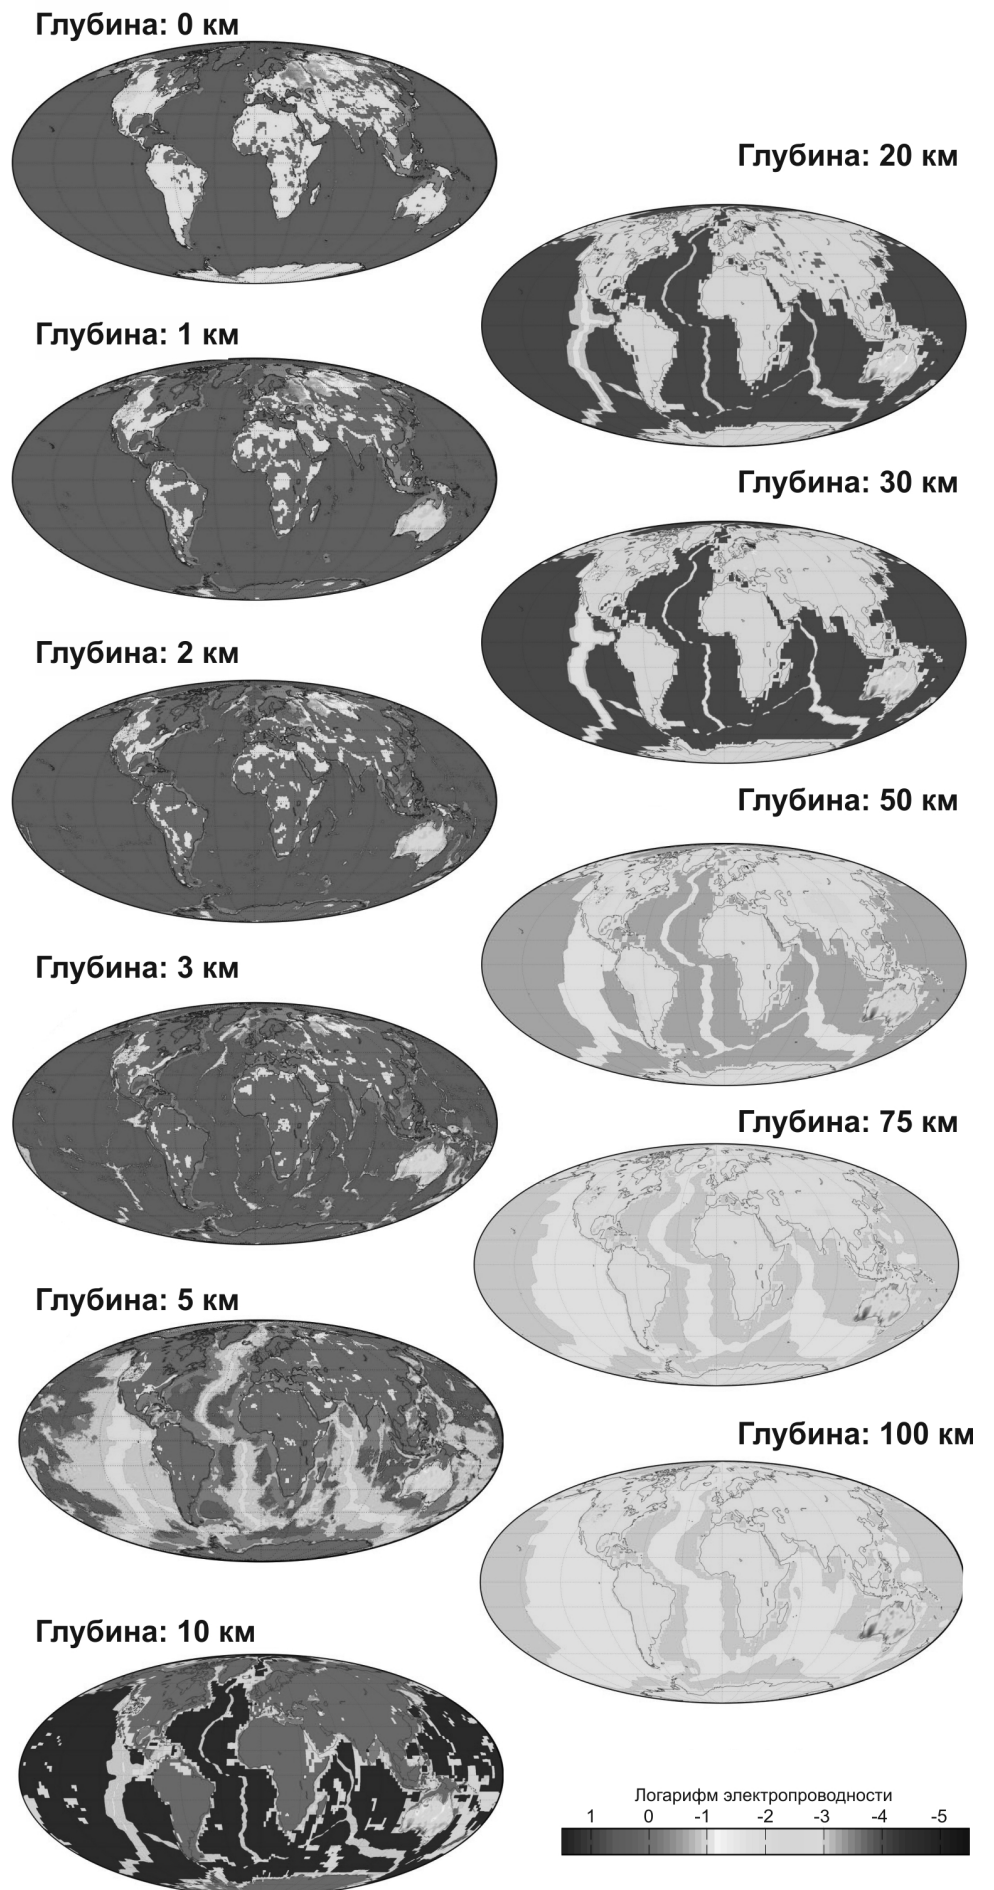 Глубина: 0 км
Глубина: 1 км
Глубина: 2 км
Глубина: 3 км
Глубина: 5 км
Глубина: 10 км
Глубина: 20 км
Глубина: 30 км
Глубина: 50 км
Глубина: 75 км
Глубина: 100 км
Логарифм электропроводности
1 0 -1 -2 -3 -4 -5